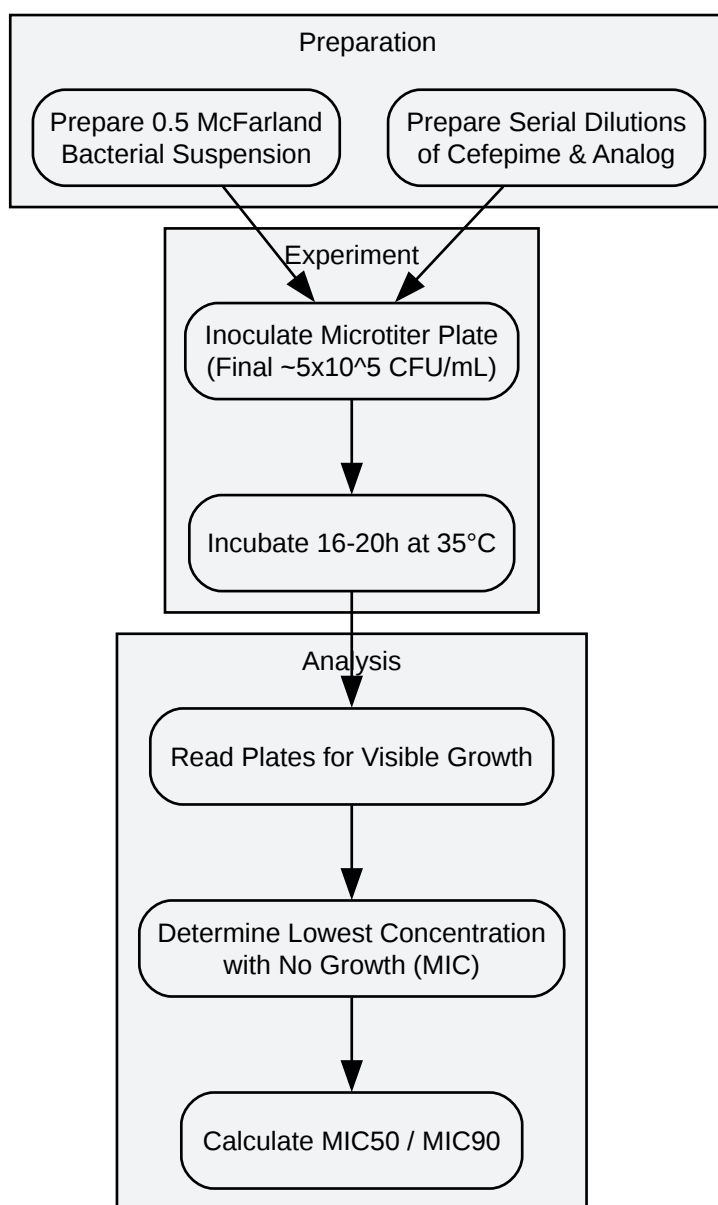 Preparation
Prepare 0.5 McFarland
Bacterial Suspension
Prepare Serial Dilutions
of Cefepime & Analog
Experiment
Inoculate Microtiter Plate
(Final ~5x10^5 CFU/mL)
Incubate 16-20h at 35°C
Analysis
Read Plates for Visible Growth
Determine Lowest Concentration
with No Growth (MIC)
Calculate MIC50 / MIC90